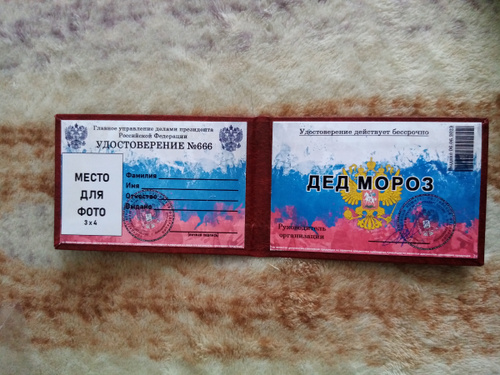 Главное управление делами президента
Российской Федерации
УДОСТОВЕРЕНИЕ №666
МЕСТО
ДЛЯ
ФОТО
3 х 4
Фамилия
Имя
Отчество
Выдано
Удостоверение действует бессрочно
ДЕД МОРОЗ
Руководитель
организации